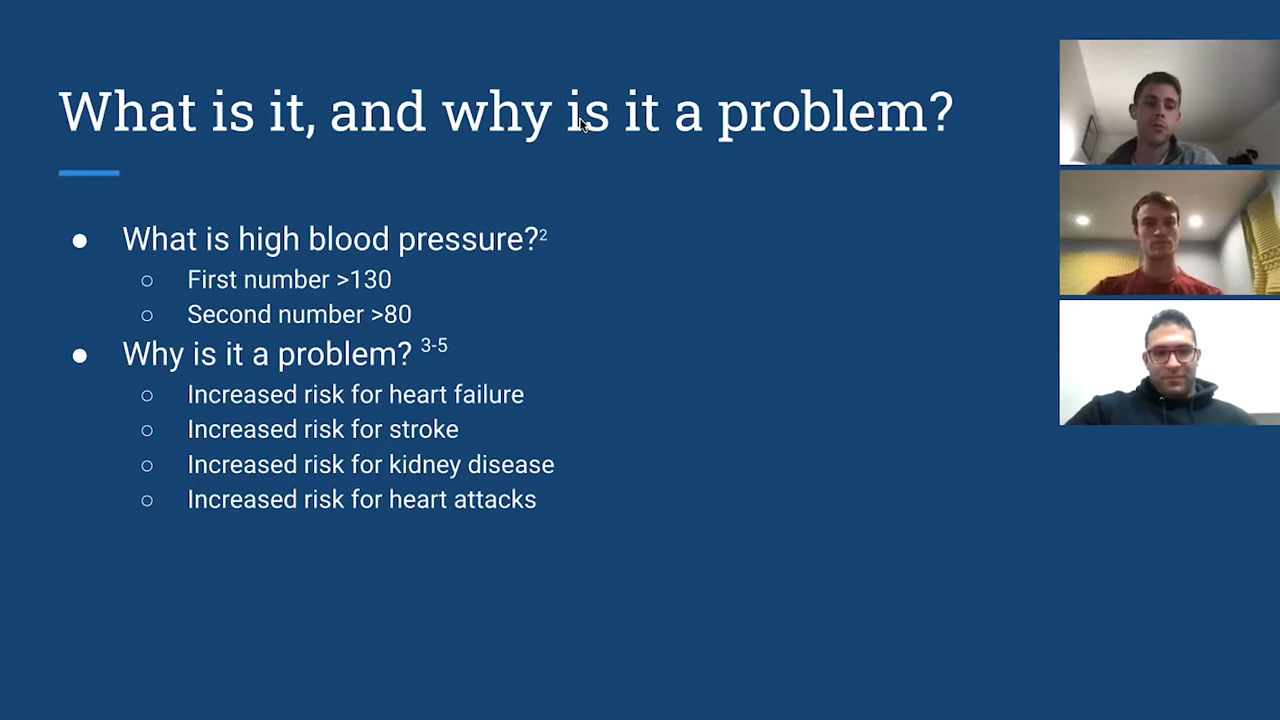 What is it, and why is it a problem?
● What is high blood pressure?2
○ First number >130
○ Second number >80
● Why is it a problem? 3-5
○ Increased risk for heart failure
○ Increased risk for stroke
○ Increased risk for kidney disease
○ Increased risk for heart attacks